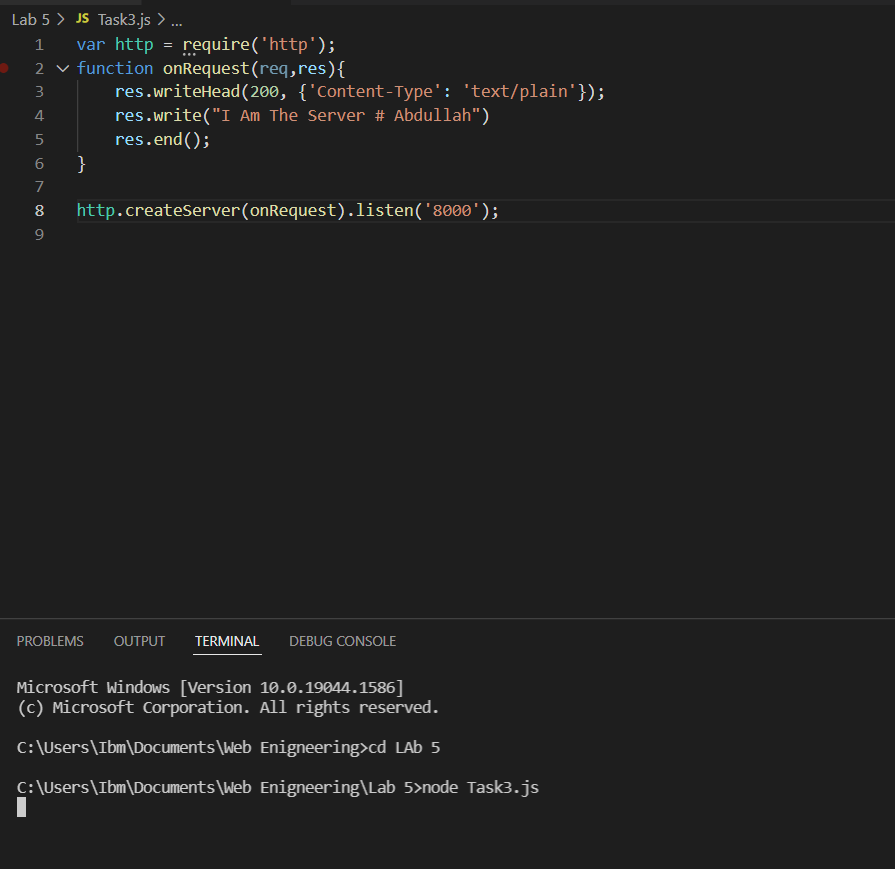 Lab 5 > JS Task3.js > ...
1 var http = require('http');
2 function onRequest(req,res){
3     res.writeHead(200, {'Content-Type': 'text/plain'});
4     res.write("I Am The Server # Abdullah")
5     res.end();
6 }
7
8 http.createServer(onRequest).listen('8000');
9
PROBLEMS OUTPUT TERMINAL DEBUG CONSOLE
Microsoft Windows [Version 10.0.19044.1586]
(c) Microsoft Corporation. All rights reserved.
C:\Users\Ibm\Documents\Web Enigneering>cd LAb 5
C:\Users\Ibm\Documents\Web Enigneering\Lab 5>node Task3.js